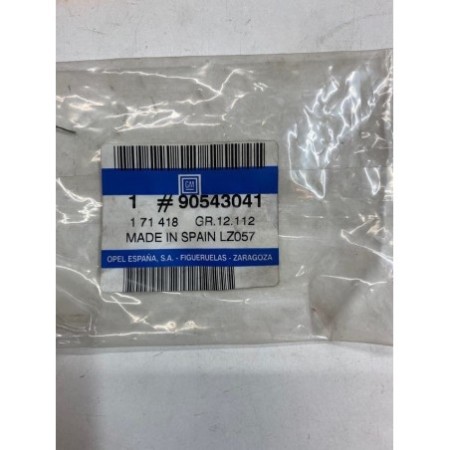 GM
1 # 90543041
1 71 418 GR.12.112
MADE IN SPAIN LZ057
OPEL ESPAÑA, S.A. - FIGUERUELAS - ZARAGOZA